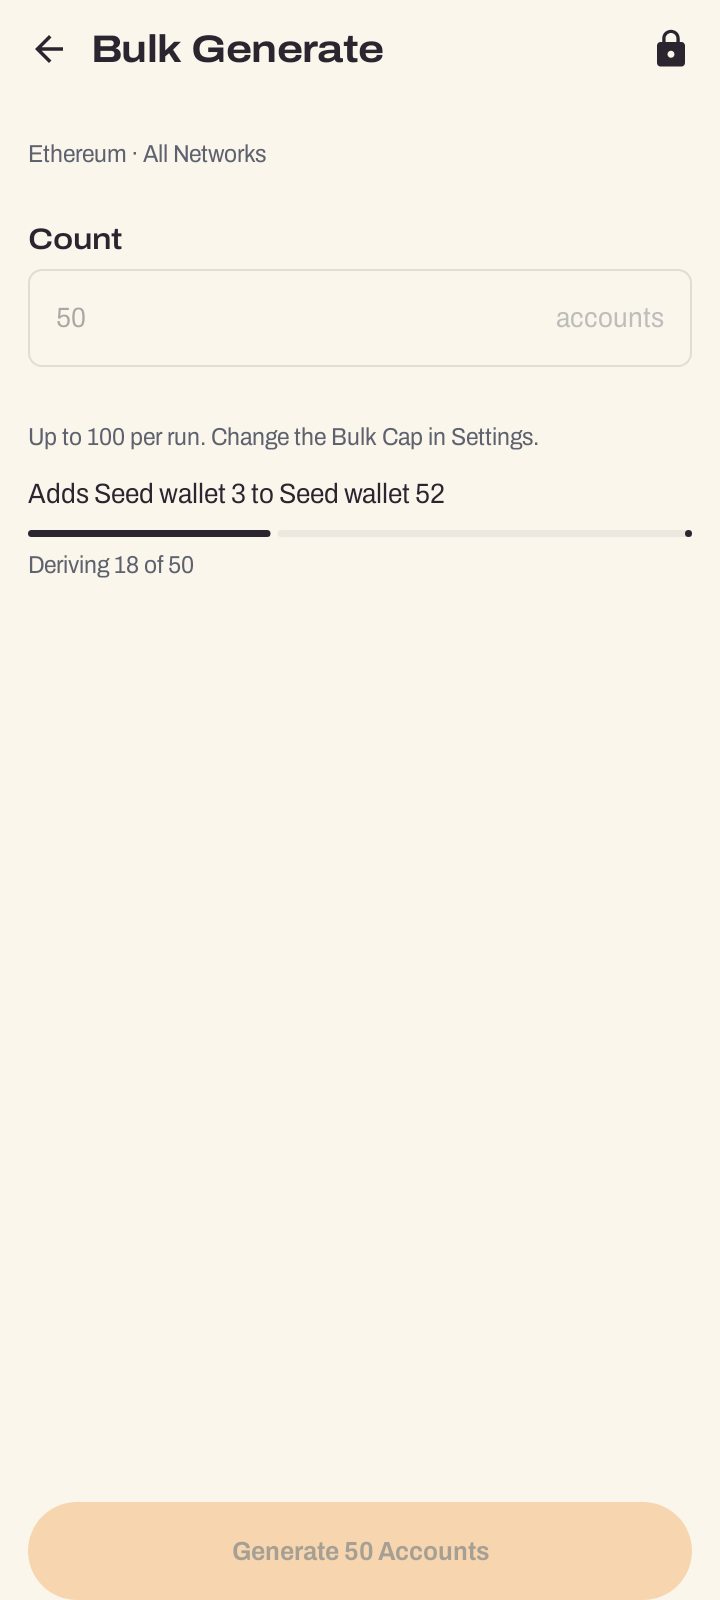 Bulk Generate
Ethereum · All Networks
Count
50 accounts
Up to 100 per run. Change the Bulk Cap in Settings.
Adds Seed wallet 3 to Seed wallet 52
Deriving 18 of 50
Generate 50 Accounts